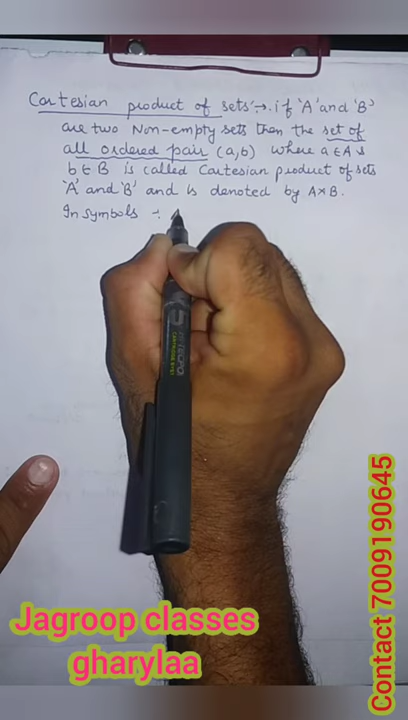 Cartesian product of sets :→ if 'A' and 'B'
are two Non-empty sets then the set of
all ordered pair (a,b) where a ∈ A &
b ∈ B is called Cartesian product of sets
'A' and 'B' and is denoted by A×B.
In symbols :
Jagroop classes
gharylaa
Contact 7009190645